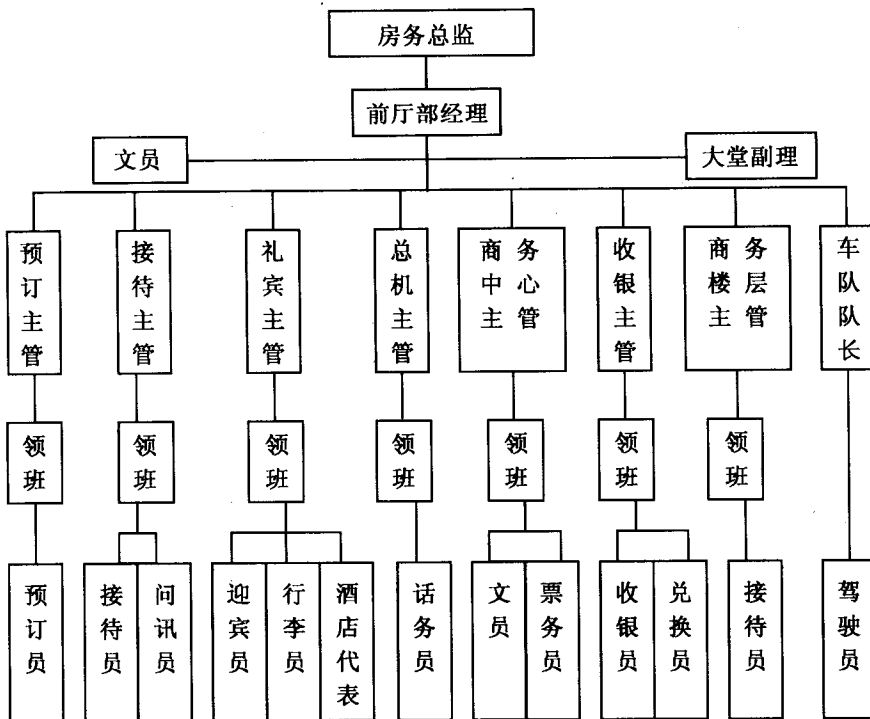 房务总监
前厅部经理
文员
大堂副理
预订主管
接待主管
礼宾主管
总机主管
商务中心主管
收银主管
商务楼层主管
车队队长
领班
领班
领班
领班
领班
领班
领班
预订员
接待员
问讯员
迎宾员
行李员
酒店代表
话务员
文员
票务员
收银员
兑换员
接待员
驾驶员